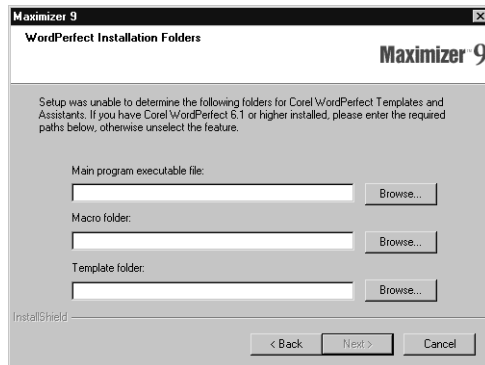 Maximizer 9
WordPerfect Installation Folders
Maximizer™ 9
Setup was unable to determine the following folders for Corel WordPerfect Templates and
Assistants. If you have Corel WordPerfect 6.1 or higher installed, please enter the required
paths below, otherwise unselect the feature.
Main program executable file:
Browse...
Macro folder:
Browse...
Template folder:
Browse...
InstallShield
< Back Next > Cancel